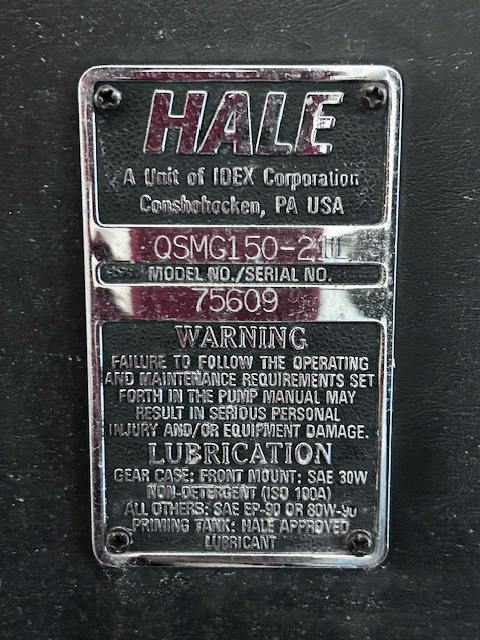 HALE
A Unit of IDEX Corporation
Conshohocken, PA USA
QSMG150-21L
MODEL NO./SERIAL NO.
75609
WARNING
FAILURE TO FOLLOW THE OPERATING
AND MAINTENANCE REQUIREMENTS SET
FORTH IN THE PUMP MANUAL MAY
RESULT IN SERIOUS PERSONAL
INJURY AND/OR EQUIPMENT DAMAGE.
LUBRICATION
GEAR CASE: FRONT MOUNT: SAE 30W
NON-DETERGENT (ISO 100A)
ALL OTHERS: SAE EP-90 OR 80W-90
PRIMING TANK: HALE APPROVED
LUBRICANT